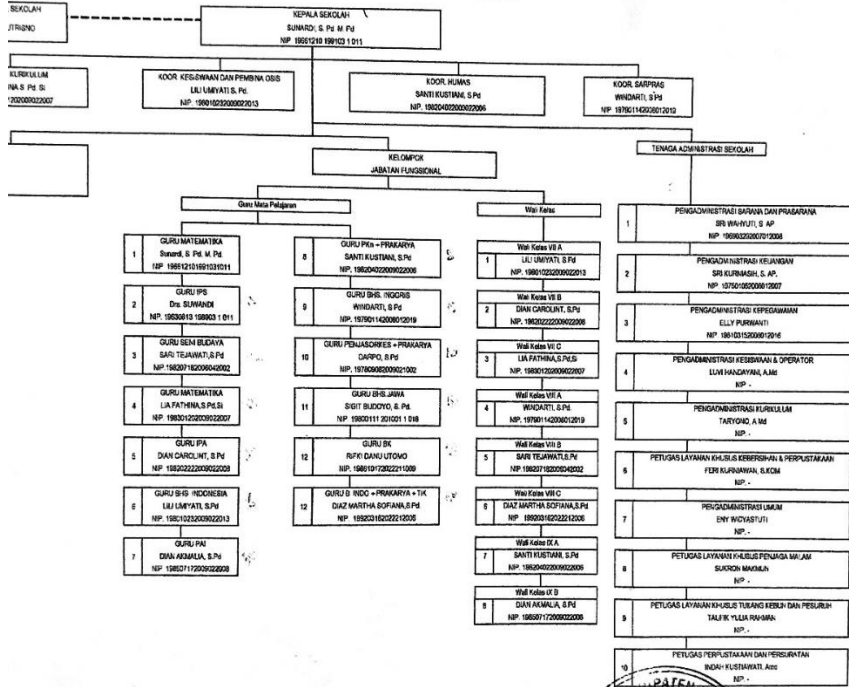 SEKOLAH
UTRISNO
KEPALA SEKOLAH
SUNARDI, S. Pd. M. Pd
NIP 19661210 199103 1 011
KURIKULUM
INA S. Pd. Si
KOOR. KESISWAAN DAN PEMBINA OSIS
LILI UMIYATI S. Pd.
NIP. 198010232009022013
KOOR. HUMAS
SANTI KUSTIANI, S.Pd
NIP. 198204022009022006
KOOR. SARPRAS
WINDARTI, S.Pd
NIP 197901142008012019
KELOMPOK
JABATAN FUNGSIONAL
TENAGA ADMINISTRASI SEKOLAH
Guru Mata Pelajaran
Wali Kelas
1
GURU MATEMATIKA
Sunardi, S. Pd. M. Pd.
2
GURU IPS
Drs. SUWANDI
3
GURU SENI BUDAYA
SARI TEJAWATI,S.Pd
NIP.198207182006042002
4
GURU MATEMATIKA
LIA FATHINA,S.Pd,Si
NIP. 198301202009022007
5
GURU IPA
DIAN CAROLINT, S.Pd
6
GURU BHS. INDONESIA
LILI UMIYATI, S.Pd
NIP. 198010232009022013
7
GURU PAI
DIAN AKMALIA, S.Pd
8
GURU PKn + PRAKARYA
SANTI KUSTIANI, S.Pd
NIP. 198204022009022006
9
GURU BHS. INGGRIS
WINDARTI, S.Pd
NIP. 197901142008012019
10
GURU PENJASORKES + PRAKARYA
DARPO, S.Pd
NIP. 197809082009021002
11
GURU BHS.JAWA
SIGIT BUDOYO, S. Pd.
NIP. 19800111 201001 1 018
12
GURU BK
RIFKI DANU UTOMO
12
GURU B. INDO + PRAKARYA + TIK
DIAZ MARTHA SOFIANA,S.Pd
NIP 199203162022212006
Wali Kelas VII A
1
LILI UMIYATI, S.Pd
NIP. 198010232009022013
Wali Kelas VII B
2
DIAN CAROLINT, S.Pd
Wali Kelas VII C
3
LIA FATHINA,S.Pd,Si
NIP. 198301202009022007
Wali Kelas VIII A
4
WINDARTI, S.Pd.
NIP. 197901142008012019
Wali Kelas VIII B
5
SARI TEJAWATI,S.Pd
NIP.198207182006042002
Wali Kelas VIII C
6
DIAZ MARTHA SOFIANA,S.Pd
NIP 199203162022212006
Wali Kelas IX A
7
SANTI KUSTIANI, S.Pd
NIP. 198204022009022006
Wali Kelas IX B
8
DIAN AKMALIA, S.Pd
1
PENGADMINISTRASI SARANA DAN PRASARANA
SRI WAHYUTI, S. AP
2
PENGADMINISTRASI KEUANGAN
SRI KURNIASIH, S. AP.
3
PENGADMINISTRASI KEPEGAWAIAN
ELLY PURWANTI
4
PENGADMINISTRASI KESISWAAN & OPERATOR
LUVI HANDAYANI, A.Md
NIP -
5
PENGADMINISTRASI KURIKULUM
TARYONO, A.Md
NIP. -
6
PETUGAS LAYANAN KHUSUS KEBERSIHAN & PERPUSTAKAAN
FERI KURNIAWAN, S.KOM
NIP. -
7
PENGADMINISTRASI UMUM
ENY WIDYASTUTI
NIP. -
8
PETUGAS LAYANAN KHUSUS PENJAGA MALAM
SUKRON MAKMUN
NIP. -
9
PETUGAS LAYANAN KHUSUS TUKANG KEBUN DAN PESURUH
TAUFIK YULIA RAHMAN
NIP. -
10
PETUGAS PERPUSTAKAAN DAN PERSURATAN
INDAH KUSTIAWATI,
NIP. -
PATEN